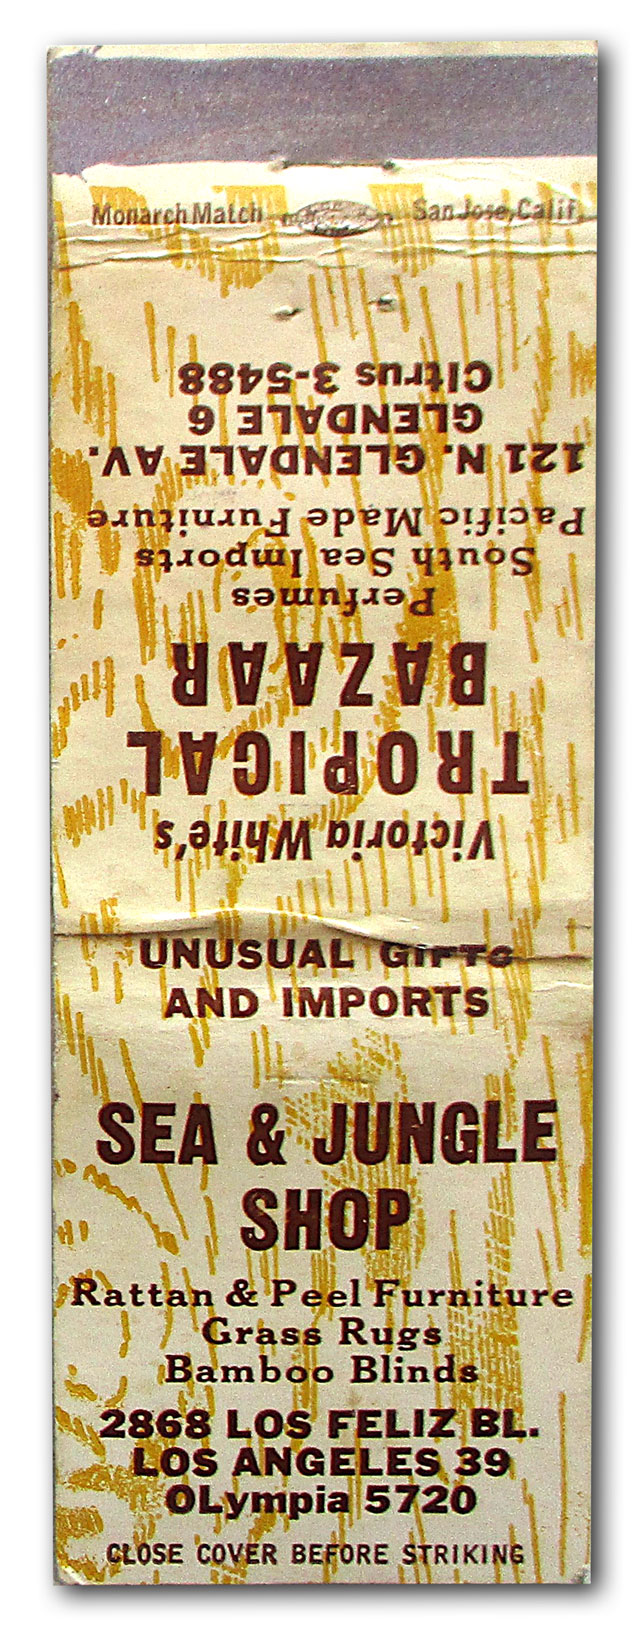 Monarch Match San Jose, Calif.
Victoria White's
TROPICAL
BAZAAR
Perfumes
South Sea Imports
Pacific Made Furniture
121 N. GLENDALE AV.
GLENDALE 6
Citrus 3-5488
UNUSUAL GIFTS
AND IMPORTS
SEA & JUNGLE
SHOP
Rattan & Peel Furniture
Grass Rugs
Bamboo Blinds
2868 LOS FELIZ BL.
LOS ANGELES 39
OLympia 5720
CLOSE COVER BEFORE STRIKING